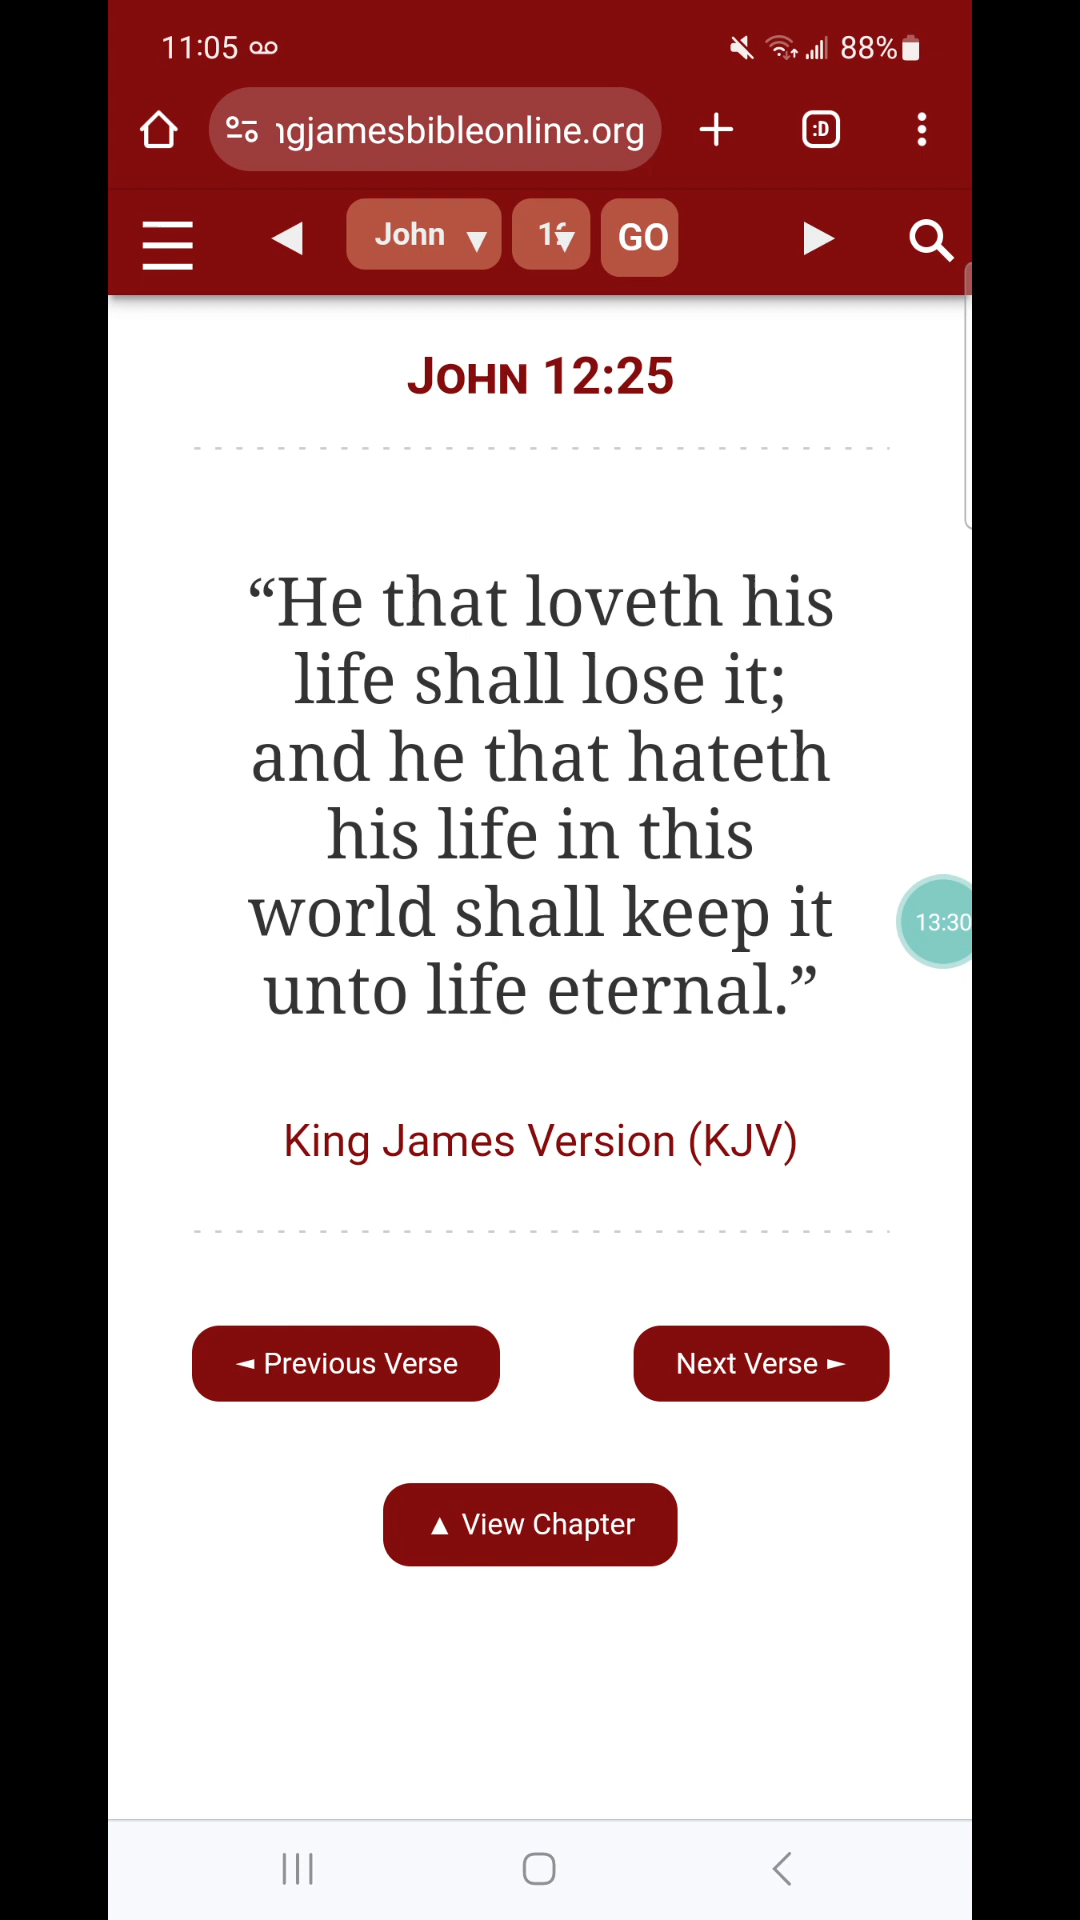 11:05
88%
ngjamesbibleonline.org
:D
John
GO
JOHN 12:25
“He that loveth his
life shall lose it;
and he that hateth
his life in this
world shall keep it
unto life eternal.”
King James Version (KJV)
13:30
◄ Previous Verse
Next Verse ►
▲ View Chapter